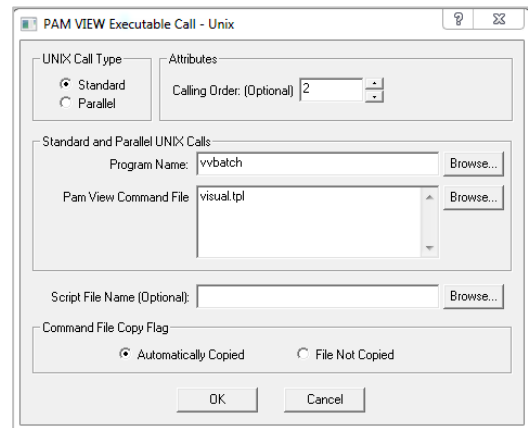 PAM VIEW Executable Call - Unix
UNIX Call Type
Attributes
Standard
Parallel
Calling Order: (Optional) 2
Standard and Parallel UNIX Calls
Program Name: vvbatch Browse...
Pam View Command File visual.tpl Browse...
Script File Name (Optional): Browse...
Command File Copy Flag
Automatically Copied File Not Copied
OK Cancel